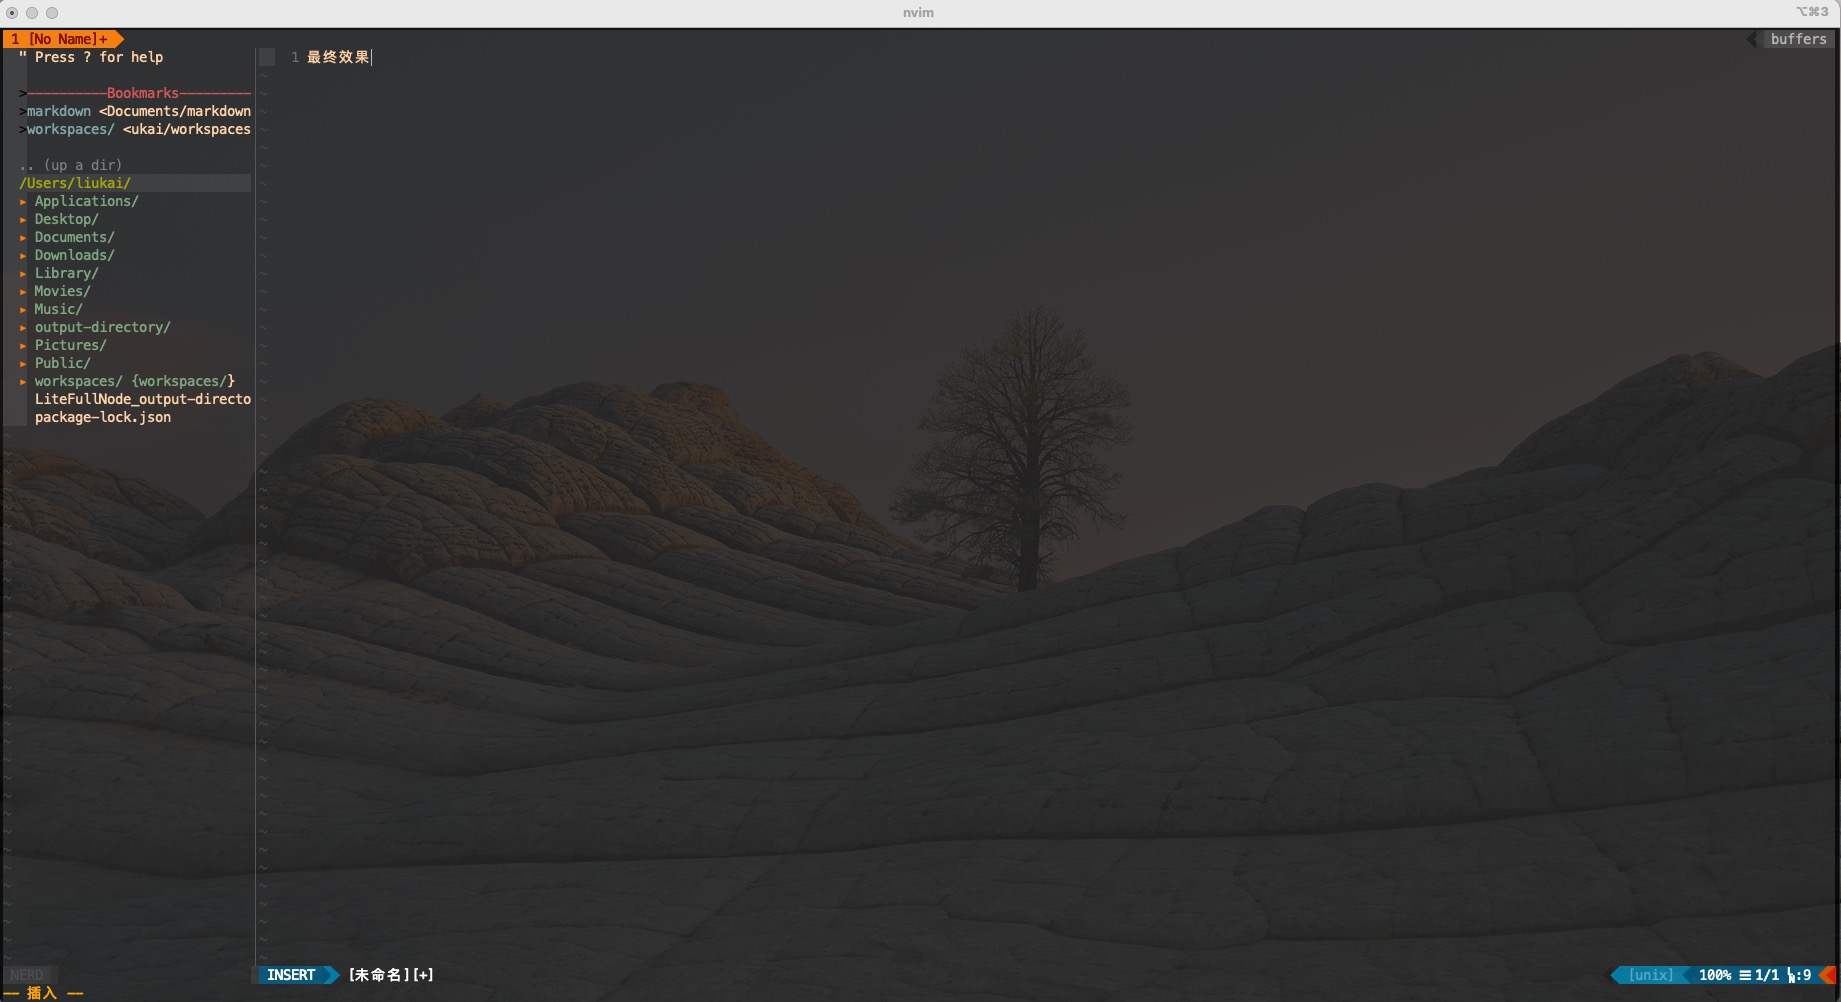 nvim
⌥⌘3
1 [No Name]+
buffers
" Press ? for help
>----------Bookmarks---------
>markdown <Documents/markdown
>workspaces/ <ukai/workspaces
.. (up a dir)
/Users/liukai/
▸ Applications/
▸ Desktop/
▸ Documents/
▸ Downloads/
▸ Library/
▸ Movies/
▸ Music/
▸ output-directory/
▸ Pictures/
▸ Public/
▸ workspaces/ {workspaces/}
LiteFullNode_output-directo
package-lock.json
1 最终效果
NERD
INSERT [未命名][+]
[unix] 100% ☰ 1/1 ㏑:9
-- 插入 --